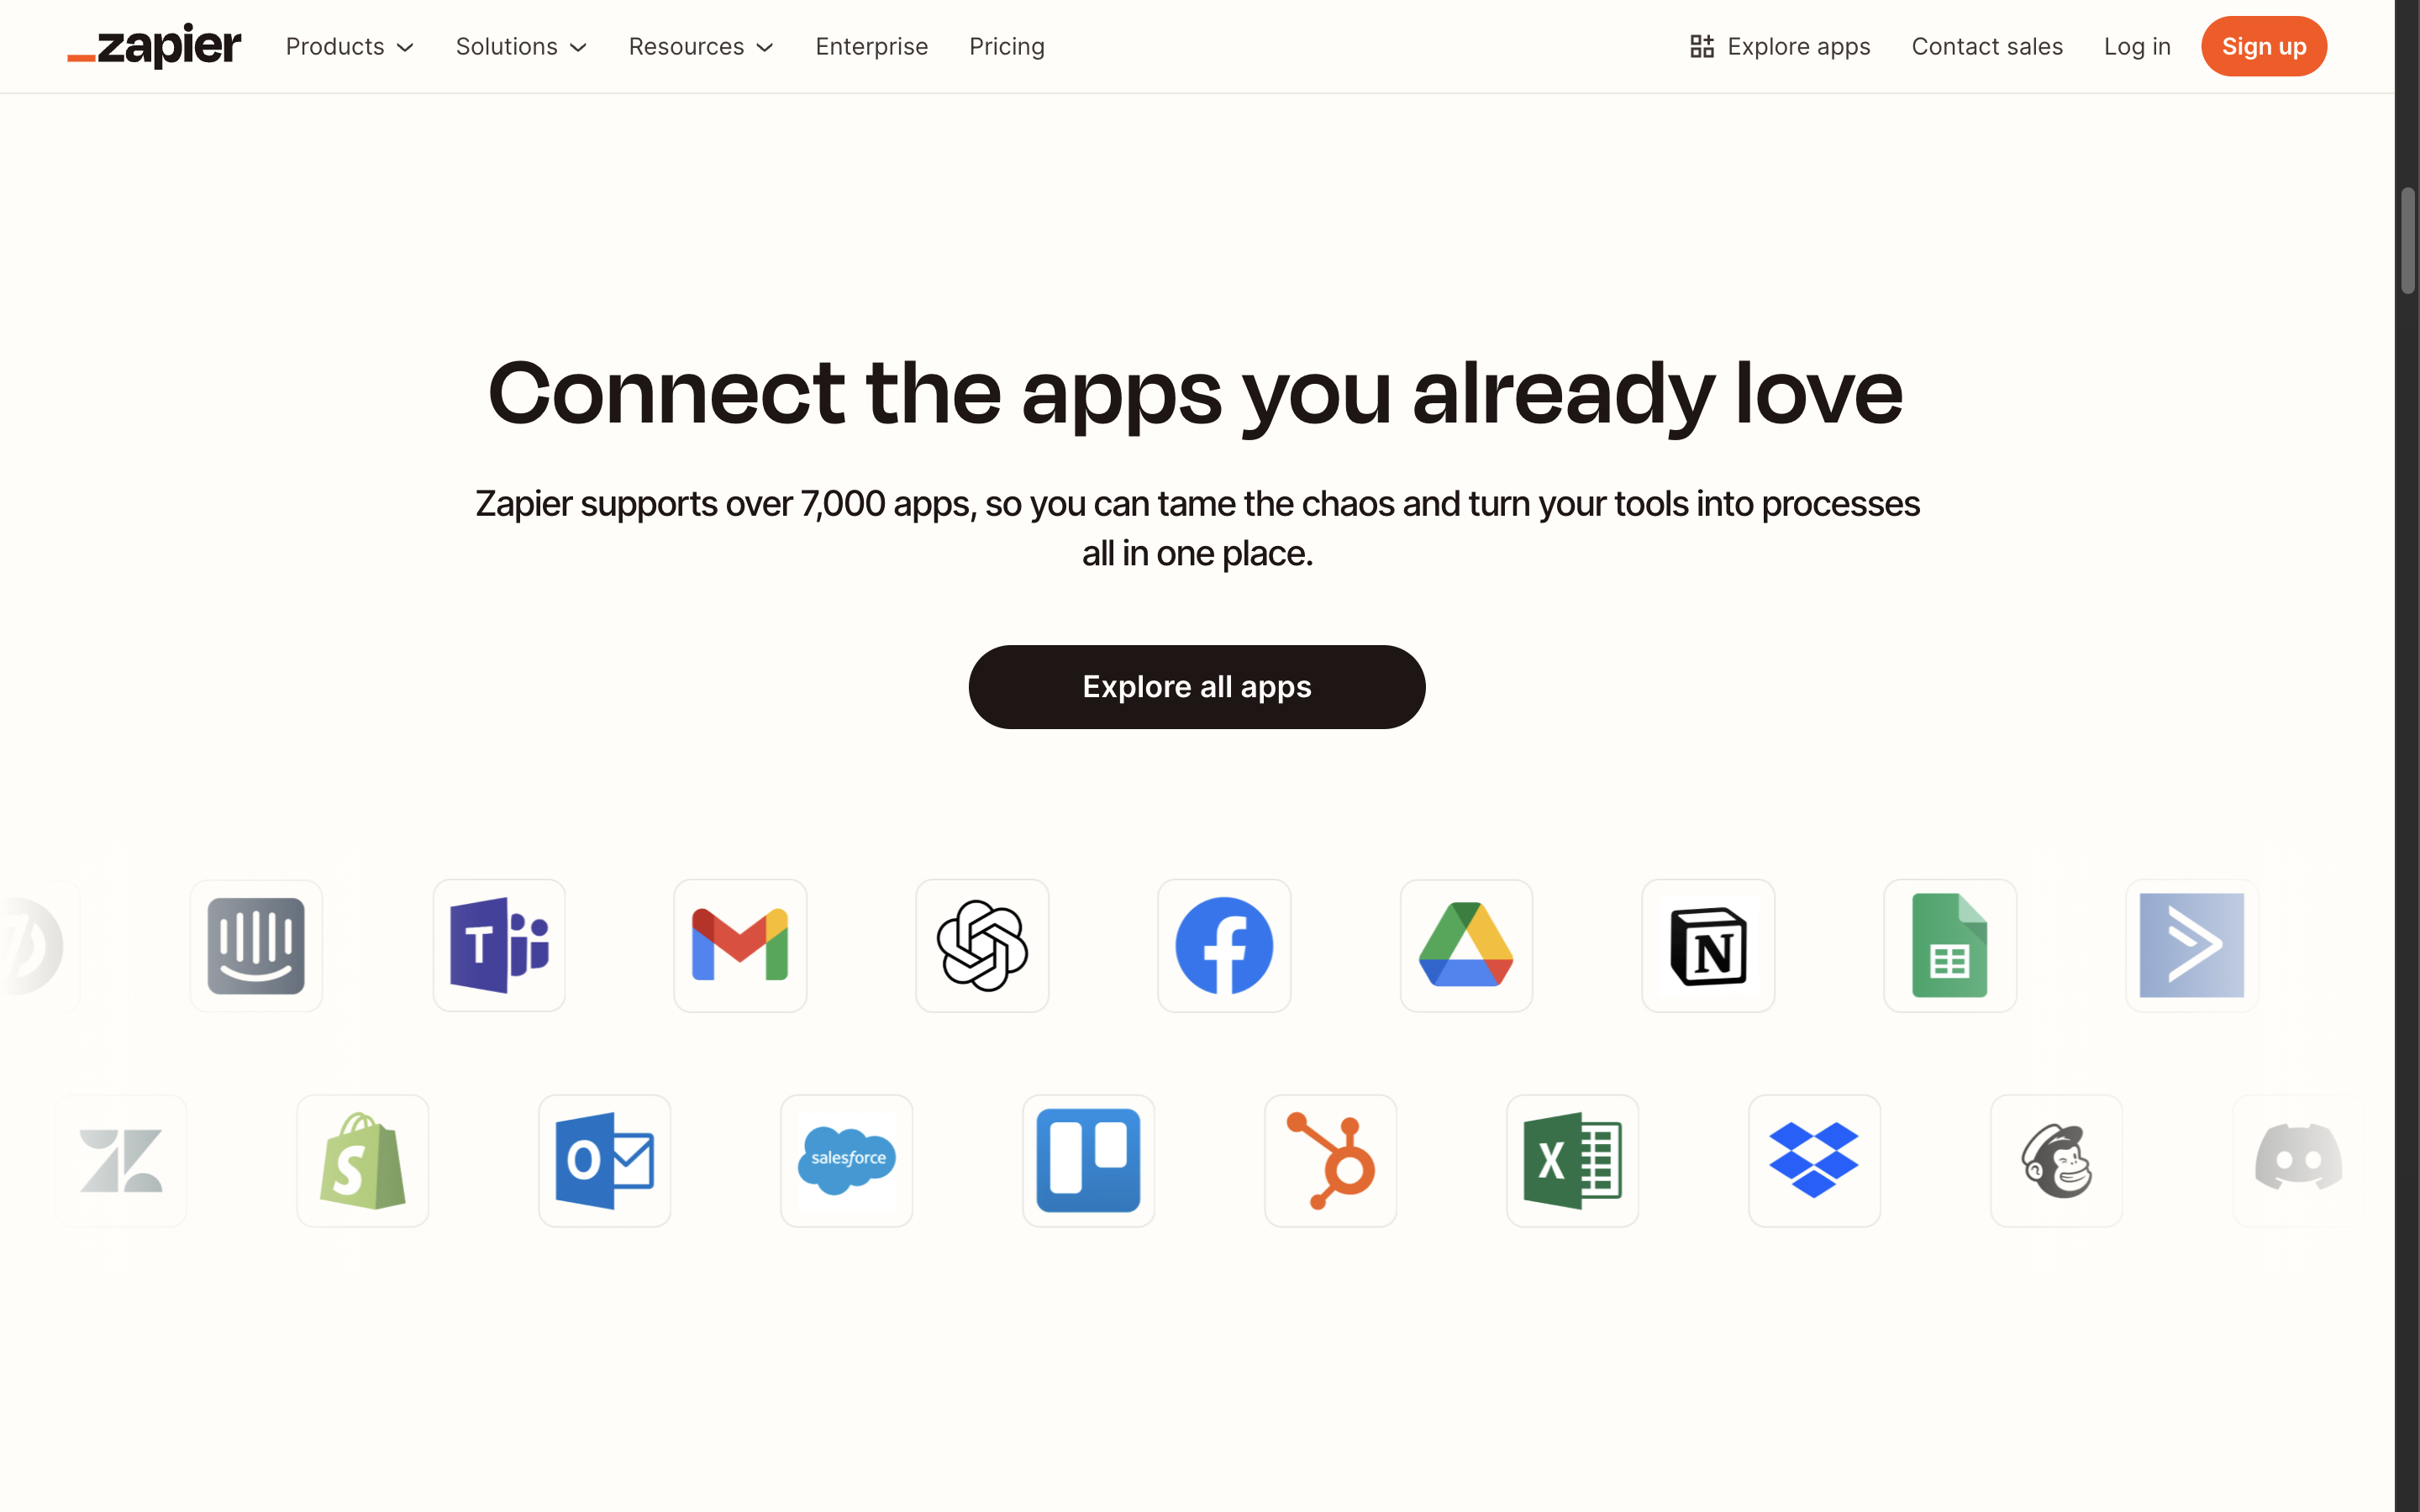 zapier
Products
Solutions
Resources
Enterprise
Pricing
Explore apps
Contact sales
Log in
Sign up
Connect the apps you already love
Zapier supports over 7,000 apps, so you can tame the chaos and turn your tools into processes
all in one place.
Explore all apps
T
N
S
O
salesforce
X